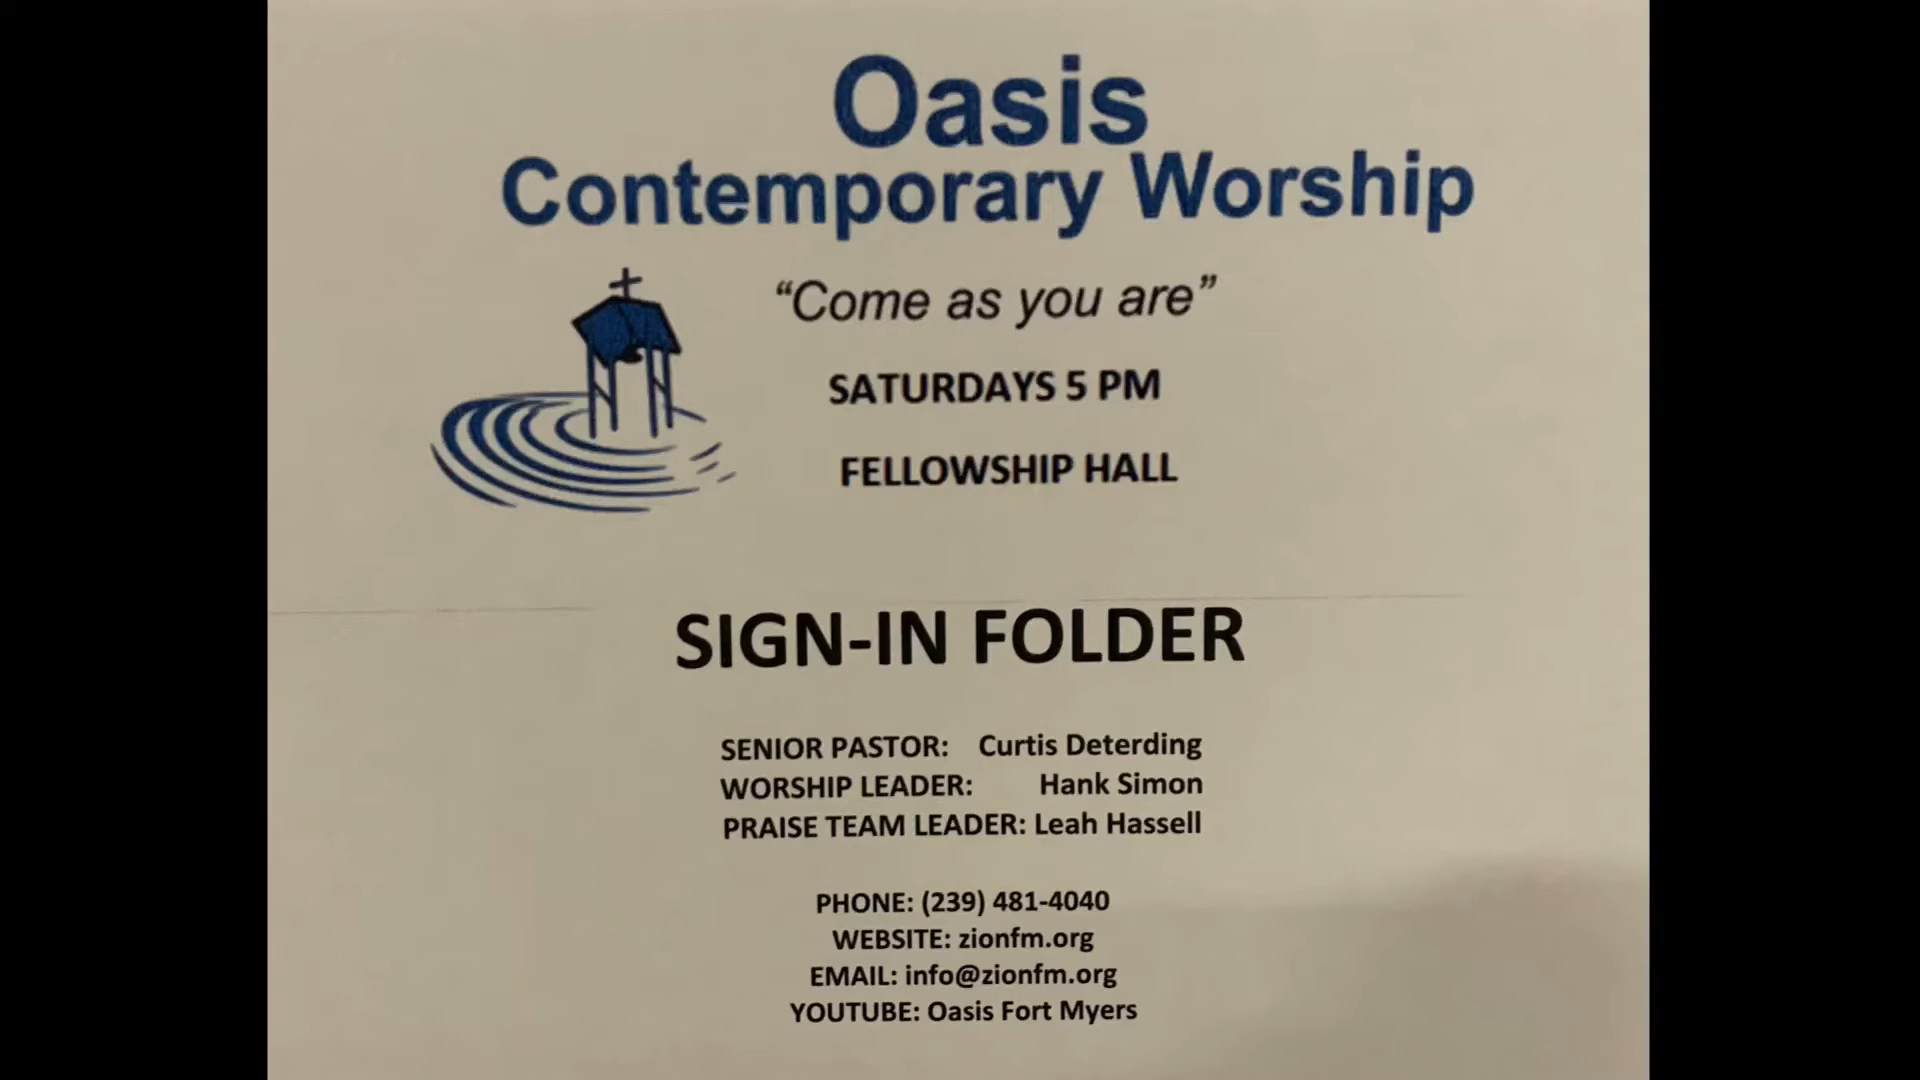 Oasis
Contemporary Worship
“Come as you are”
SATURDAYS 5 PM
FELLOWSHIP HALL
SIGN-IN FOLDER
SENIOR PASTOR: Curtis Deterding
WORSHIP LEADER: Hank Simon
PRAISE TEAM LEADER: Leah Hassell
PHONE: (239) 481-4040
WEBSITE: zionfm.org
EMAIL: info@zionfm.org
YOUTUBE: Oasis Fort Myers